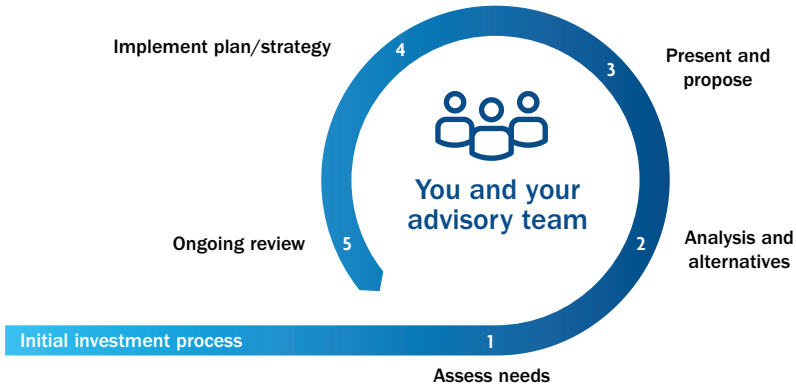 Implement plan/strategy
4
3
Present and
propose
You and your
advisory team
Ongoing review
5
2
Analysis and
alternatives
Initial investment process
1
Assess needs